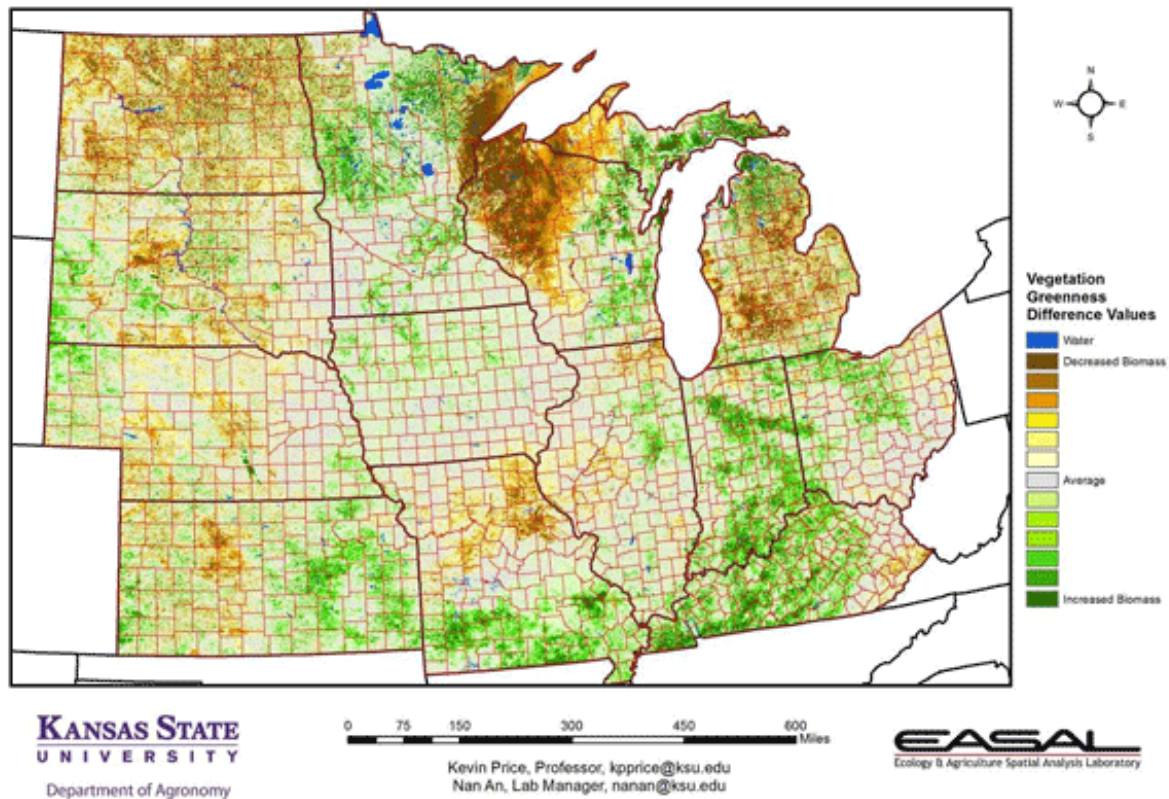 N
W
E
S
Vegetation
Greenness
Difference Values
Water
Decreased Biomass
Average
Increased Biomass
KANSAS STATE
UNIVERSITY
Department of Agronomy
0 75 150 300 450 600
Miles
Kevin Price, Professor, kpprice@ksu.edu
Nan An, Lab Manager, nanan@ksu.edu
EASAL
Ecology & Agriculture Spatial Analysis Laboratory